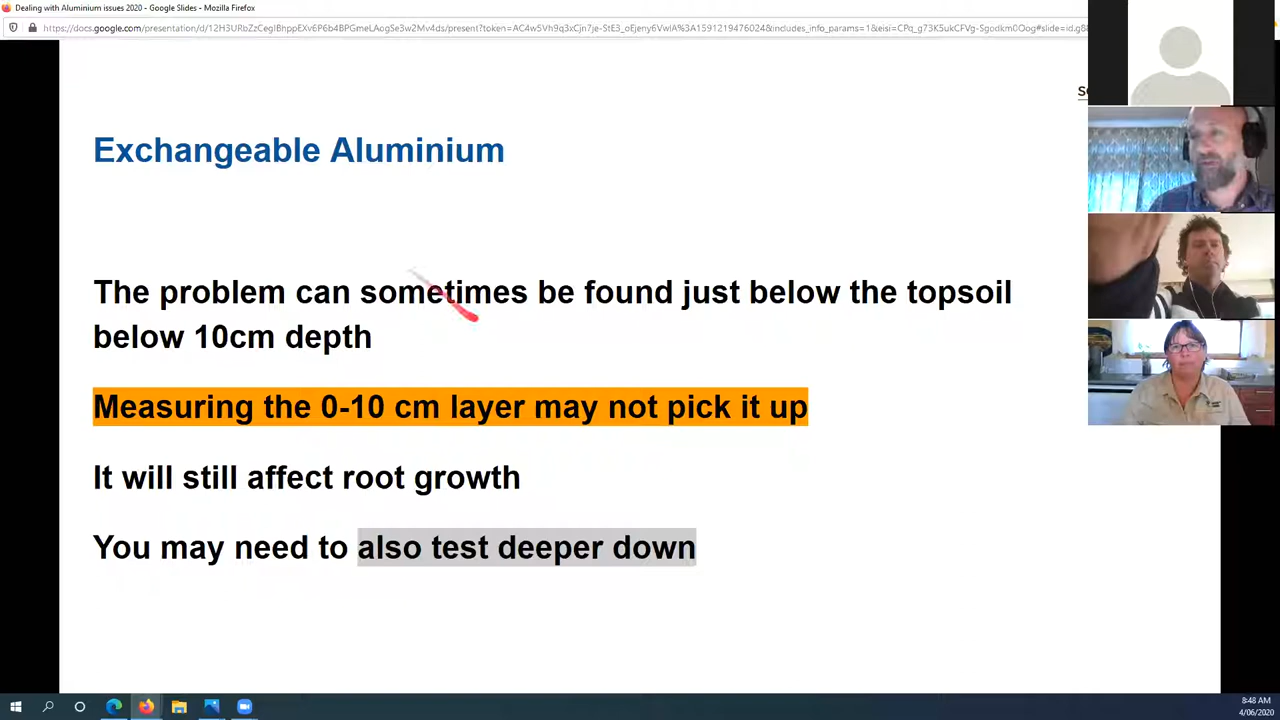 Dealing with Aluminium issues 2020 - Google Slides - Mozilla Firefox
Exchangeable Aluminium
The problem can sometimes be found just below the topsoil
below 10cm depth
Measuring the 0-10 cm layer may not pick it up
It will still affect root growth
You may need to also test deeper down
8:48 AM
4/06/2020